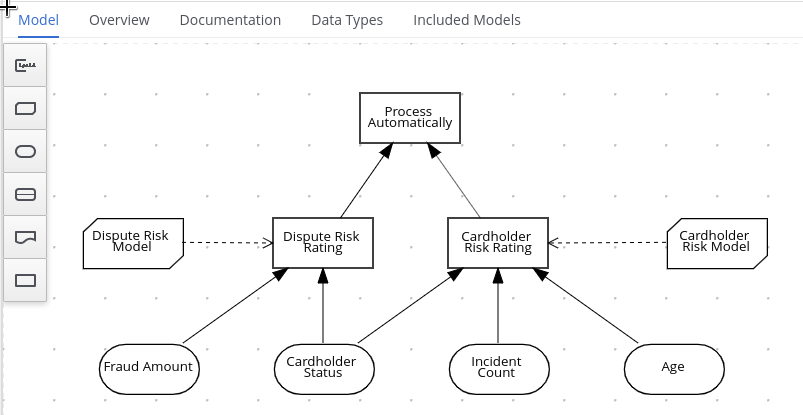 Model Overview Documentation Data Types Included Models
Process
Automatically
Dispute Risk
Model
Dispute Risk
Rating
Cardholder
Risk Rating
Cardholder
Risk Model
Fraud Amount
Cardholder
Status
Incident
Count
Age